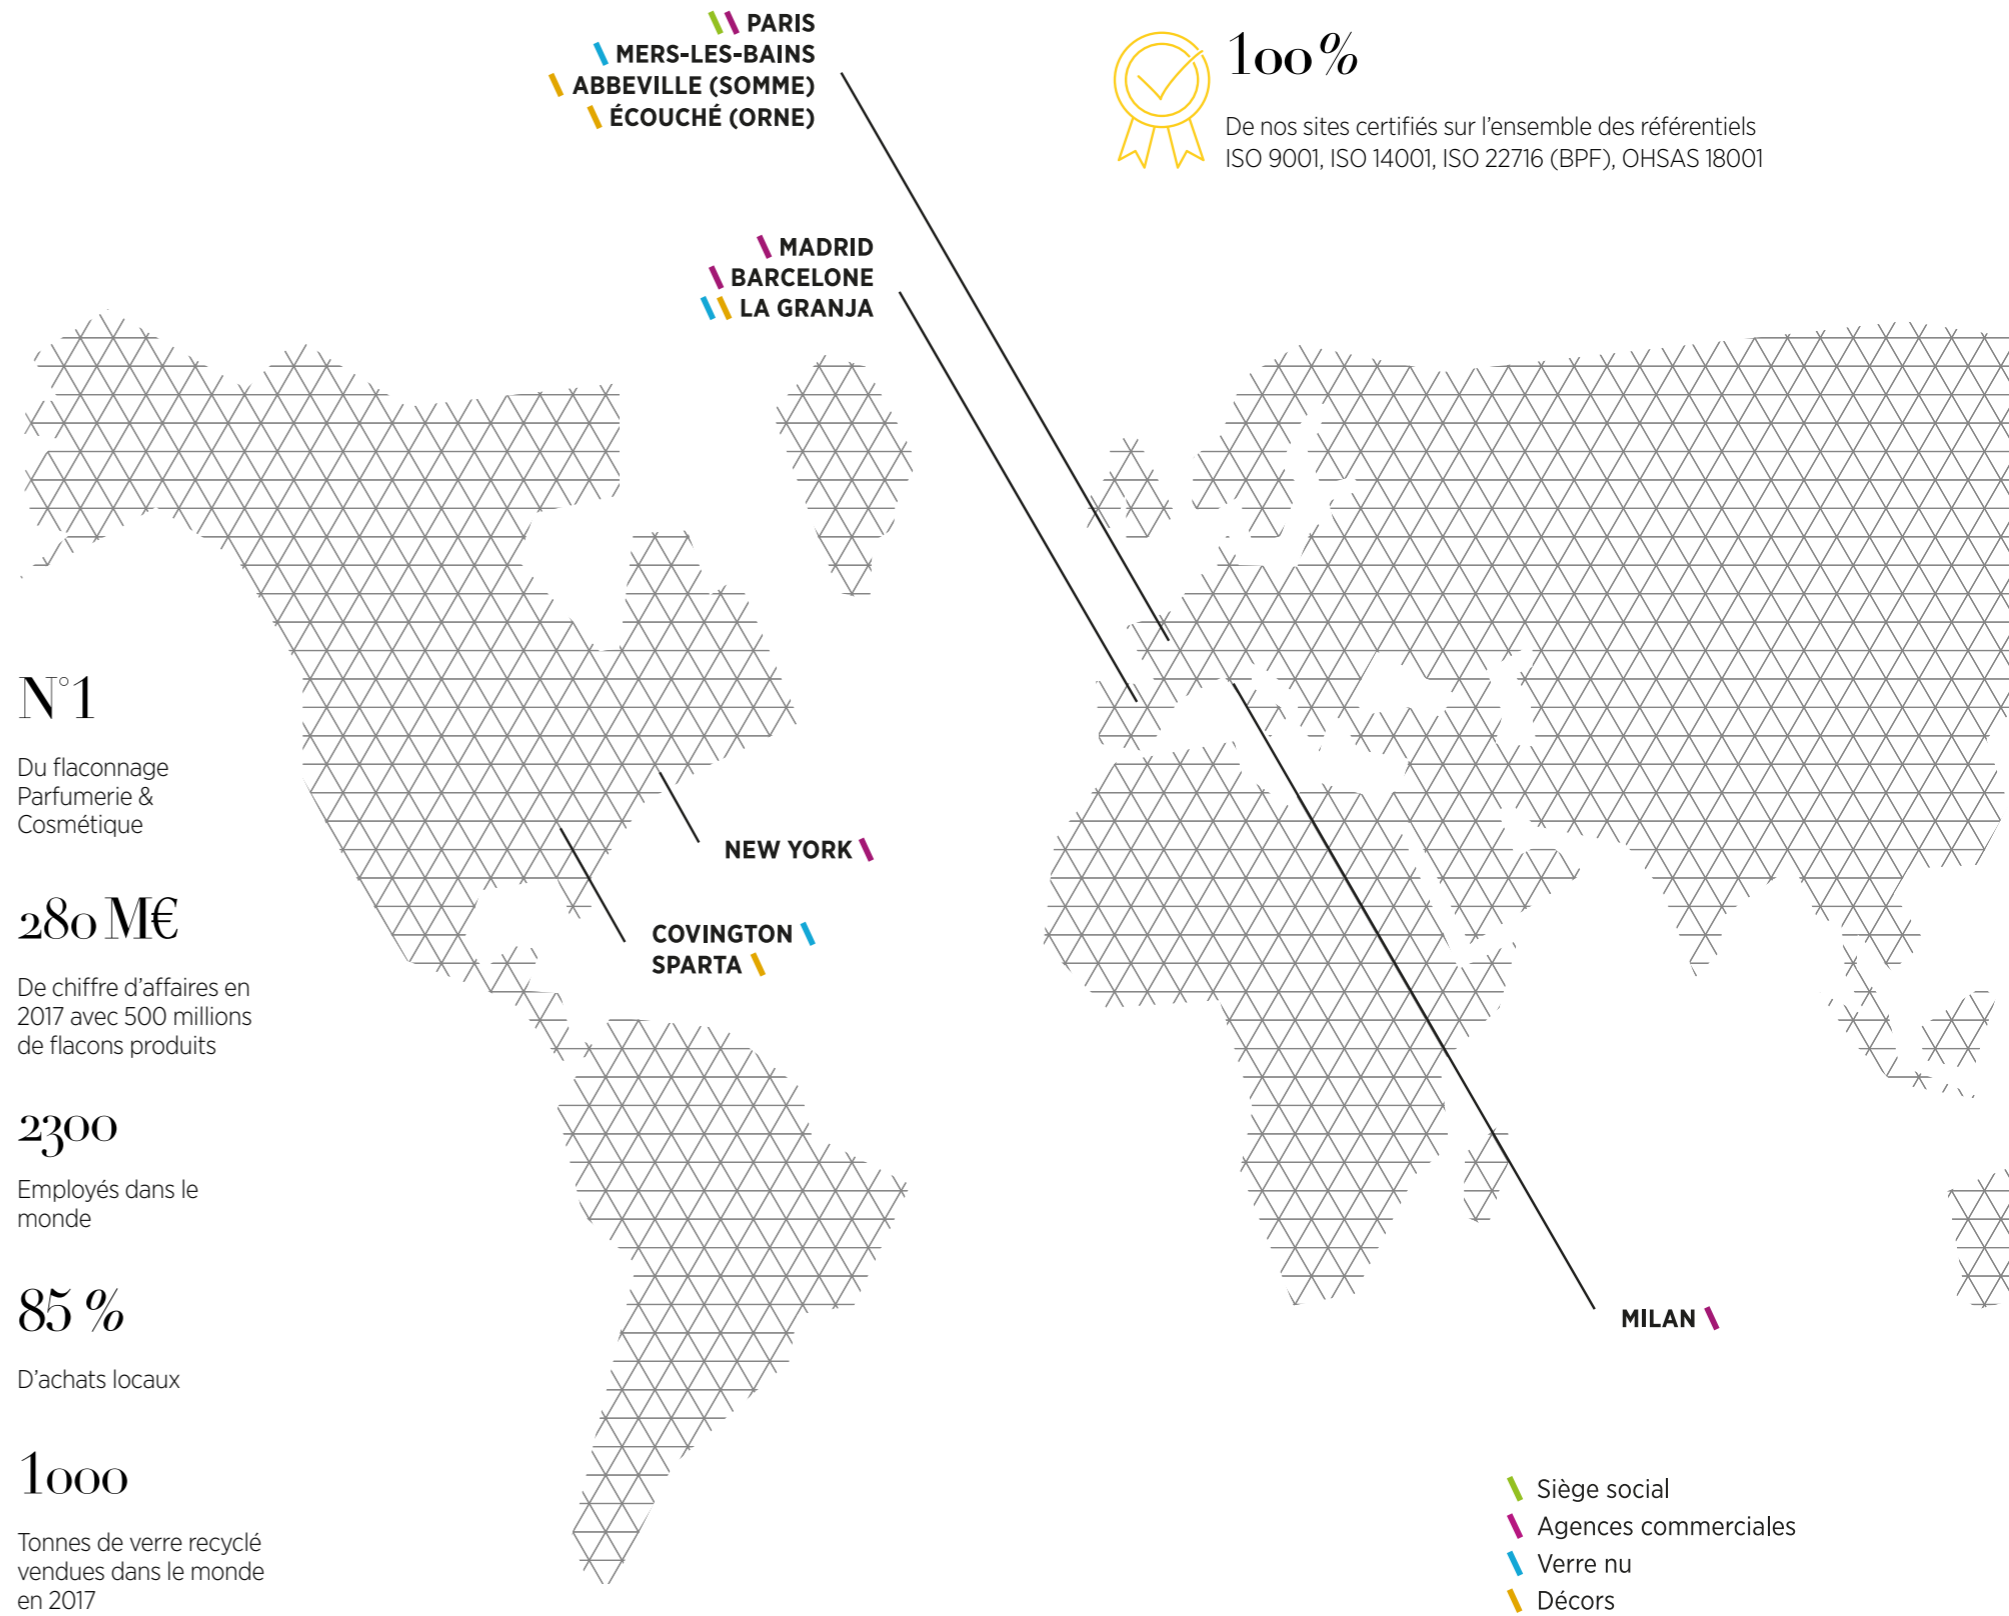 PARIS
MERS-LES-BAINS
ABBEVILLE (SOMME)
ÉCOUCHÉ (ORNE)
100 %
De nos sites certifiés sur l’ensemble des référentiels
ISO 9001, ISO 14001, ISO 22716 (BPF), OHSAS 18001
MADRID
BARCELONE
LA GRANJA
N°1
Du flaconnage
Parfumerie &
Cosmétique
280 M€
De chiffre d’affaires en
2017 avec 500 millions
de flacons produits
2300
Employés dans le
monde
85 %
D’achats locaux
1000
Tonnes de verre recyclé
vendues dans le monde
en 2017
NEW YORK
COVINGTON
SPARTA
MILAN
Siège social
Agences commerciales
Verre nu
Décors